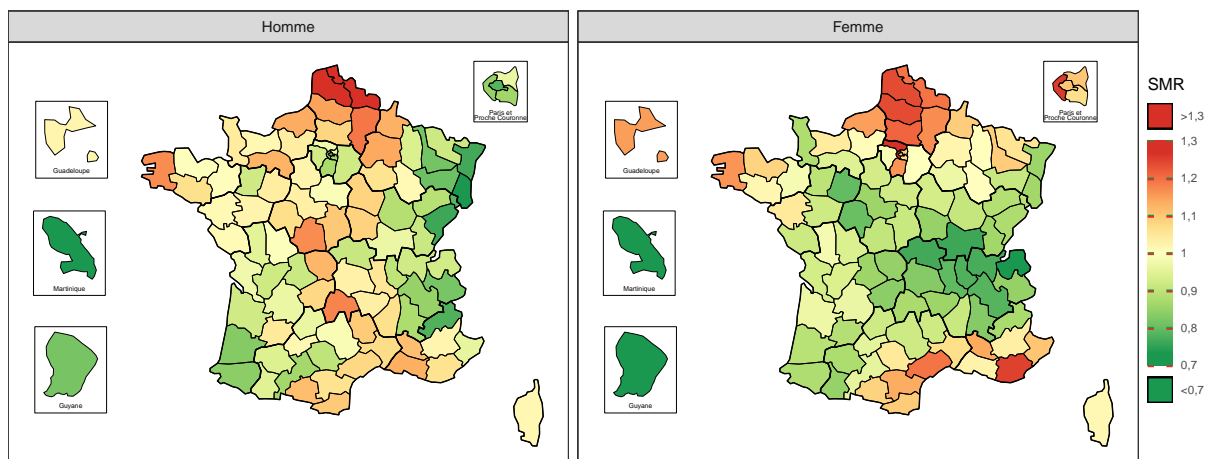 Homme
Paris et
Proche Couronne
Guadeloupe
Martinique
Guyane
Femme
Paris et
Proche Couronne
Guadeloupe
Martinique
Guyane
SMR
>1,3
1,3
1,2
1,1
1
0,9
0,8
0,7
<0,7